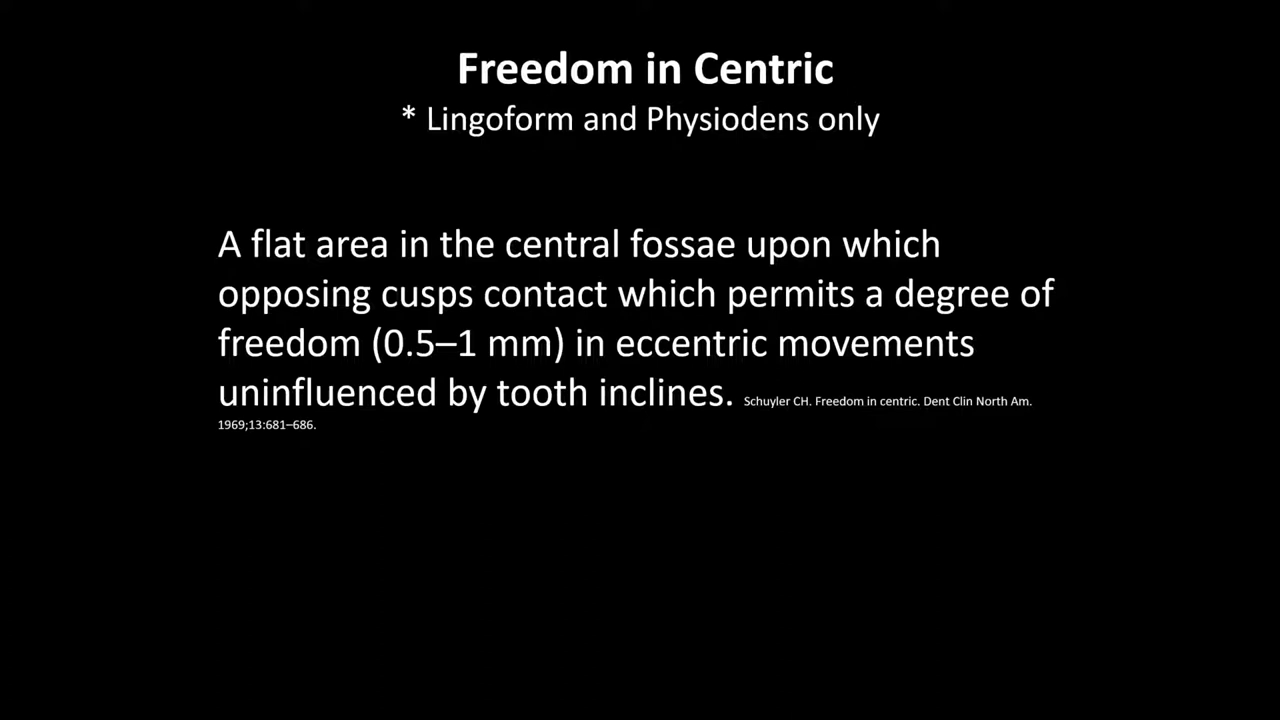 Freedom in Centric
* Lingoform and Physiodens only
A flat area in the central fossae upon which
opposing cusps contact which permits a degree of
freedom (0.5–1 mm) in eccentric movements
uninfluenced by tooth inclines. Schuyler CH. Freedom in centric. Dent Clin North Am.
1969;13:681–686.